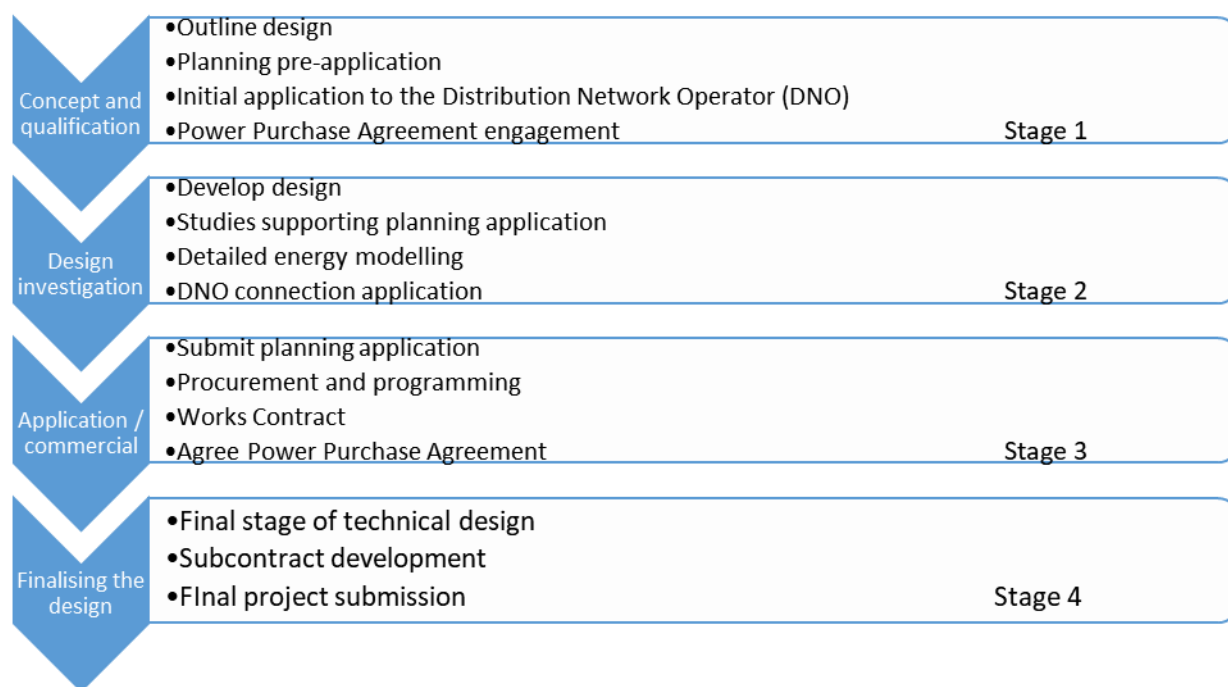 Concept and
qualification
•Outline design
•Planning pre-application
•Initial application to the Distribution Network Operator (DNO)
•Power Purchase Agreement engagement
Stage 1
Design
investigation
•Develop design
•Studies supporting planning application
•Detailed energy modelling
•DNO connection application
Stage 2
Application /
commercial
•Submit planning application
•Procurement and programming
•Works Contract
•Agree Power Purchase Agreement
Stage 3
Finalising the
design
•Final stage of technical design
•Subcontract development
•FInal project submission
Stage 4